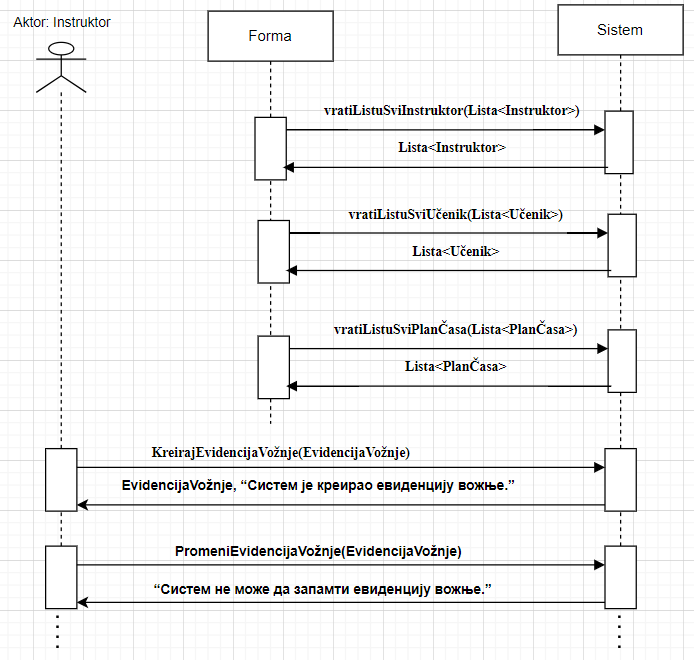 Aktor: Instruktor
Forma
Sistem
vratiListuSviInstruktor(Lista<Instruktor>)
Lista<Instruktor>
vratiListuSviUčenik(Lista<Učenik>)
Lista<Učenik>
vratiListuSviPlanČasa(Lista<PlanČasa>)
Lista<PlanČasa>
KreirajEvidencijaVožnje(EvidencijaVožnje)
EvidencijaVožnje, “Систем је креирао евиденцију вожње.”
PromeniEvidencijaVožnje(EvidencijaVožnje)
“Систем не може да запамти евиденцију вожње.”